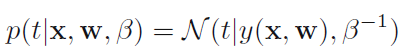 p(t|x, w, β) = 𝒩(t|y(x, w), β⁻¹)